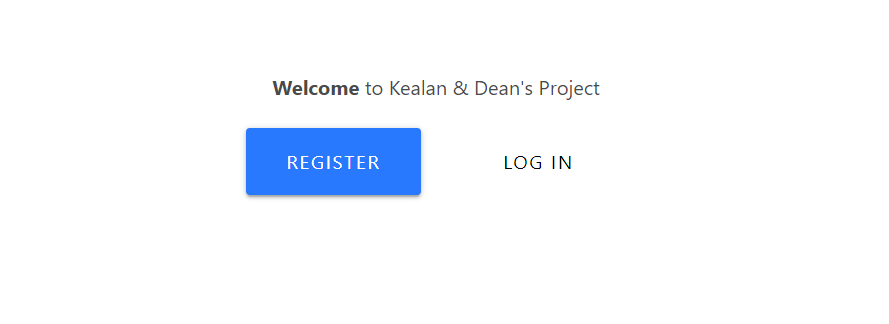 Welcome to Kealan & Dean's Project
REGISTER LOG IN